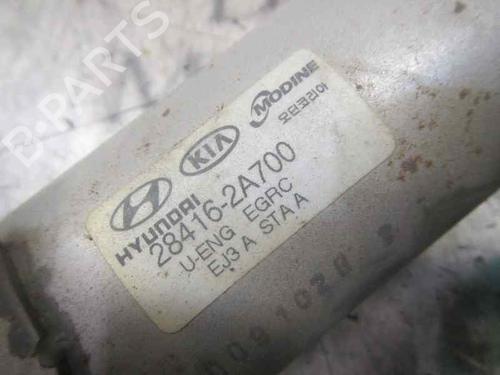 HYUNDAI KIA MODINE
모딘코리아
28416-2A700
U-ENG EGRC
EJ3 A STA A
B-PARTS